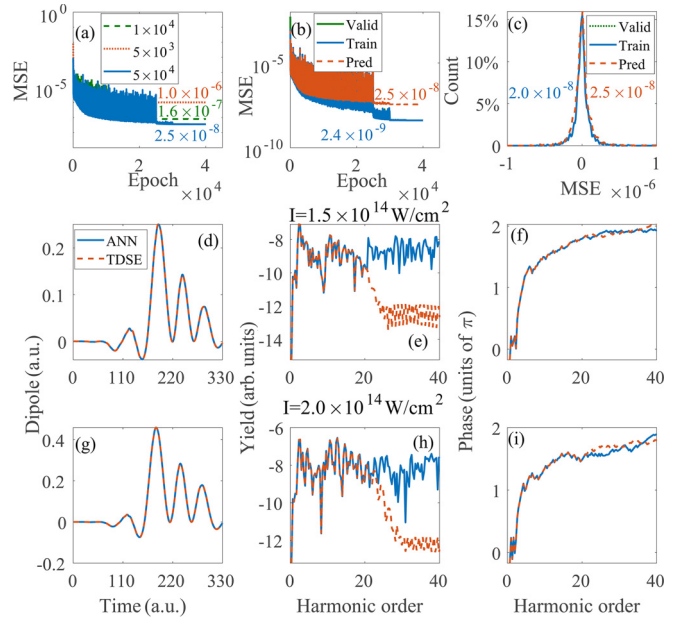 10^0
10^-5
MSE
(a)
1×10^4
5×10^3
5×10^4
1.0×10^-6
1.6×10^-7
2.5×10^-8
0 2 4
Epoch
×10^4
10^-5
10^-10
MSE
(b)
Valid
Train
Pred
2.5×10^-8
2.4×10^-9
0 2 4
Epoch
×10^4
15%
10%
5%
0
Count
(c)
Valid
Train
Pred
2.0×10^-8
2.5×10^-8
-1 0 1
MSE
×10^-6
0.2
0
Dipole (a.u.)
(d)
ANN
TDSE
0 110 220 330
I=1.5×10^14 W/cm^2
-8
-10
-12
-14
Yield (arb. units)
(e)
0 20 40
2
1
0
Phase (units of π)
(f)
0 20 40
0.4
0.2
0
-0.2
(g)
0 110 220 330
Time (a.u.)
I=2.0×10^14 W/cm^2
-6
-8
-10
-12
(h)
0 20 40
Harmonic order
2
1
0
(i)
0 20 40
Harmonic order